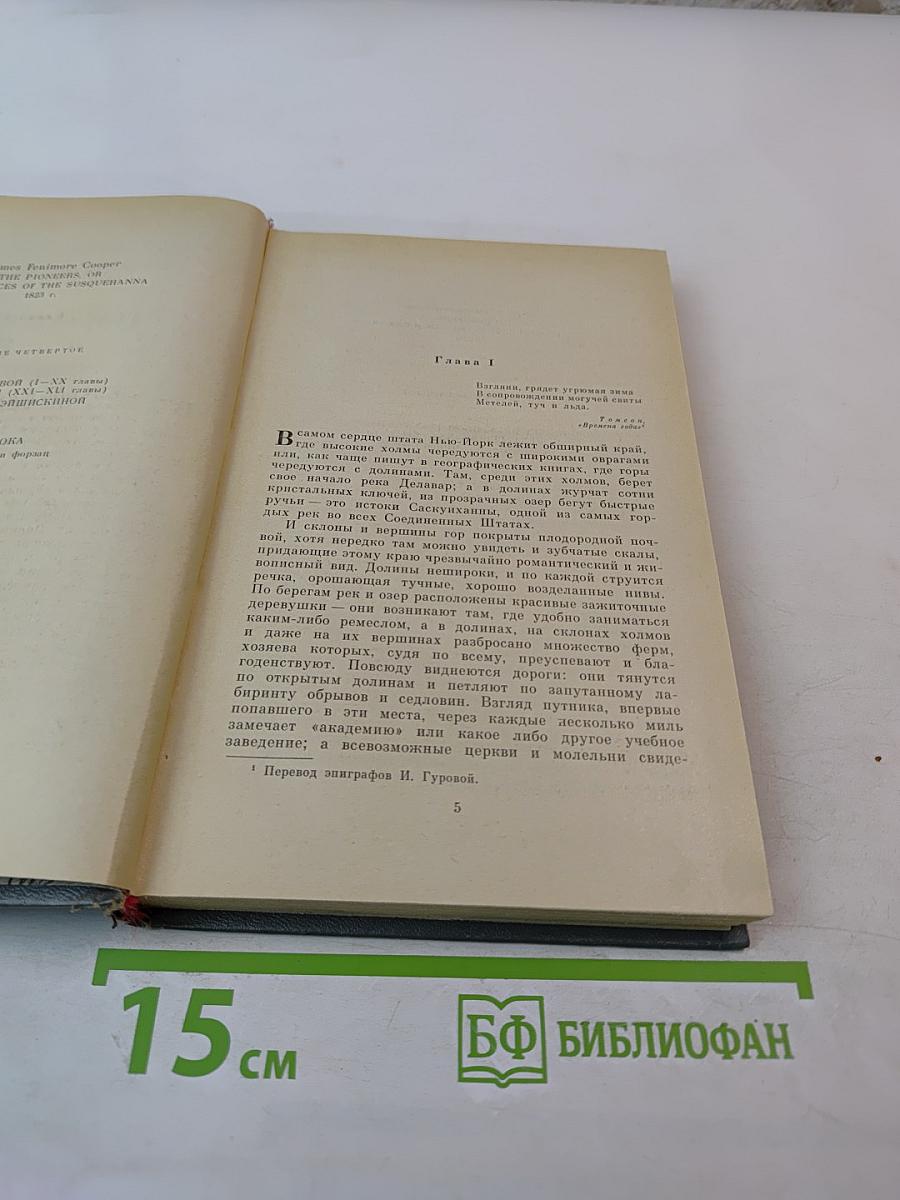 mes Fenimore Cooper
THE PIONEERS, OR
CES OF THE SUSQUEHANNA
1823 г.
ЧЕТВЕРТОЕ
ВОЙ (I—XX главы)
(XXI—XLI главы)
ЭЙШИСКИНОЙ
ОКА
и форзац
Глава I
Взгляни, грядет угрюмая зима
В сопровождении могучей свиты
Метелей, туч и льда.
Томсон,
«Времена года»¹
В самом сердце штата Нью-Йорк лежит обширный край,
где высокие холмы чередуются с широкими оврагами
или, как чаще пишут в географических книгах, где горы
чередуются с долинами. Там, среди этих холмов, берет
свое начало река Делавар; а в долинах журчат сотни
кристальных ключей, из прозрачных озер бегут быстрые
ручьи — это истоки Саскуиханны, одной из самых гор-
дых рек во всех Соединенных Штатах.
И склоны и вершины гор покрыты плодородной поч-
вой, хотя нередко там можно увидеть и зубчатые скалы,
придающие этому краю чрезвычайно романтический и жи-
вописный вид. Долины нешироки, и по каждой струится
речка, орошающая тучные, хорошо возделанные нивы.
По берегам рек и озер расположены красивые зажиточные
деревушки — они возникают там, где удобно заниматься
каким-либо ремеслом, а в долинах, на склонах холмов
и даже на их вершинах разбросано множество ферм,
хозяева которых, судя по всему, преуспевают и бла-
годенствуют. Повсюду виднеются дороги: они тянутся
по открытым долинам и петляют по запутанному ла-
биринту обрывов и седловин. Взгляд путника, впервые
попавшего в эти места, через каждые несколько миль
замечает «академию» или какое либо другое учебное
заведение; а всевозможные церкви и молельни свиде-
¹ Перевод эпиграфов И. Гуровой.
5
15 см
БФ БИБЛИОФАН